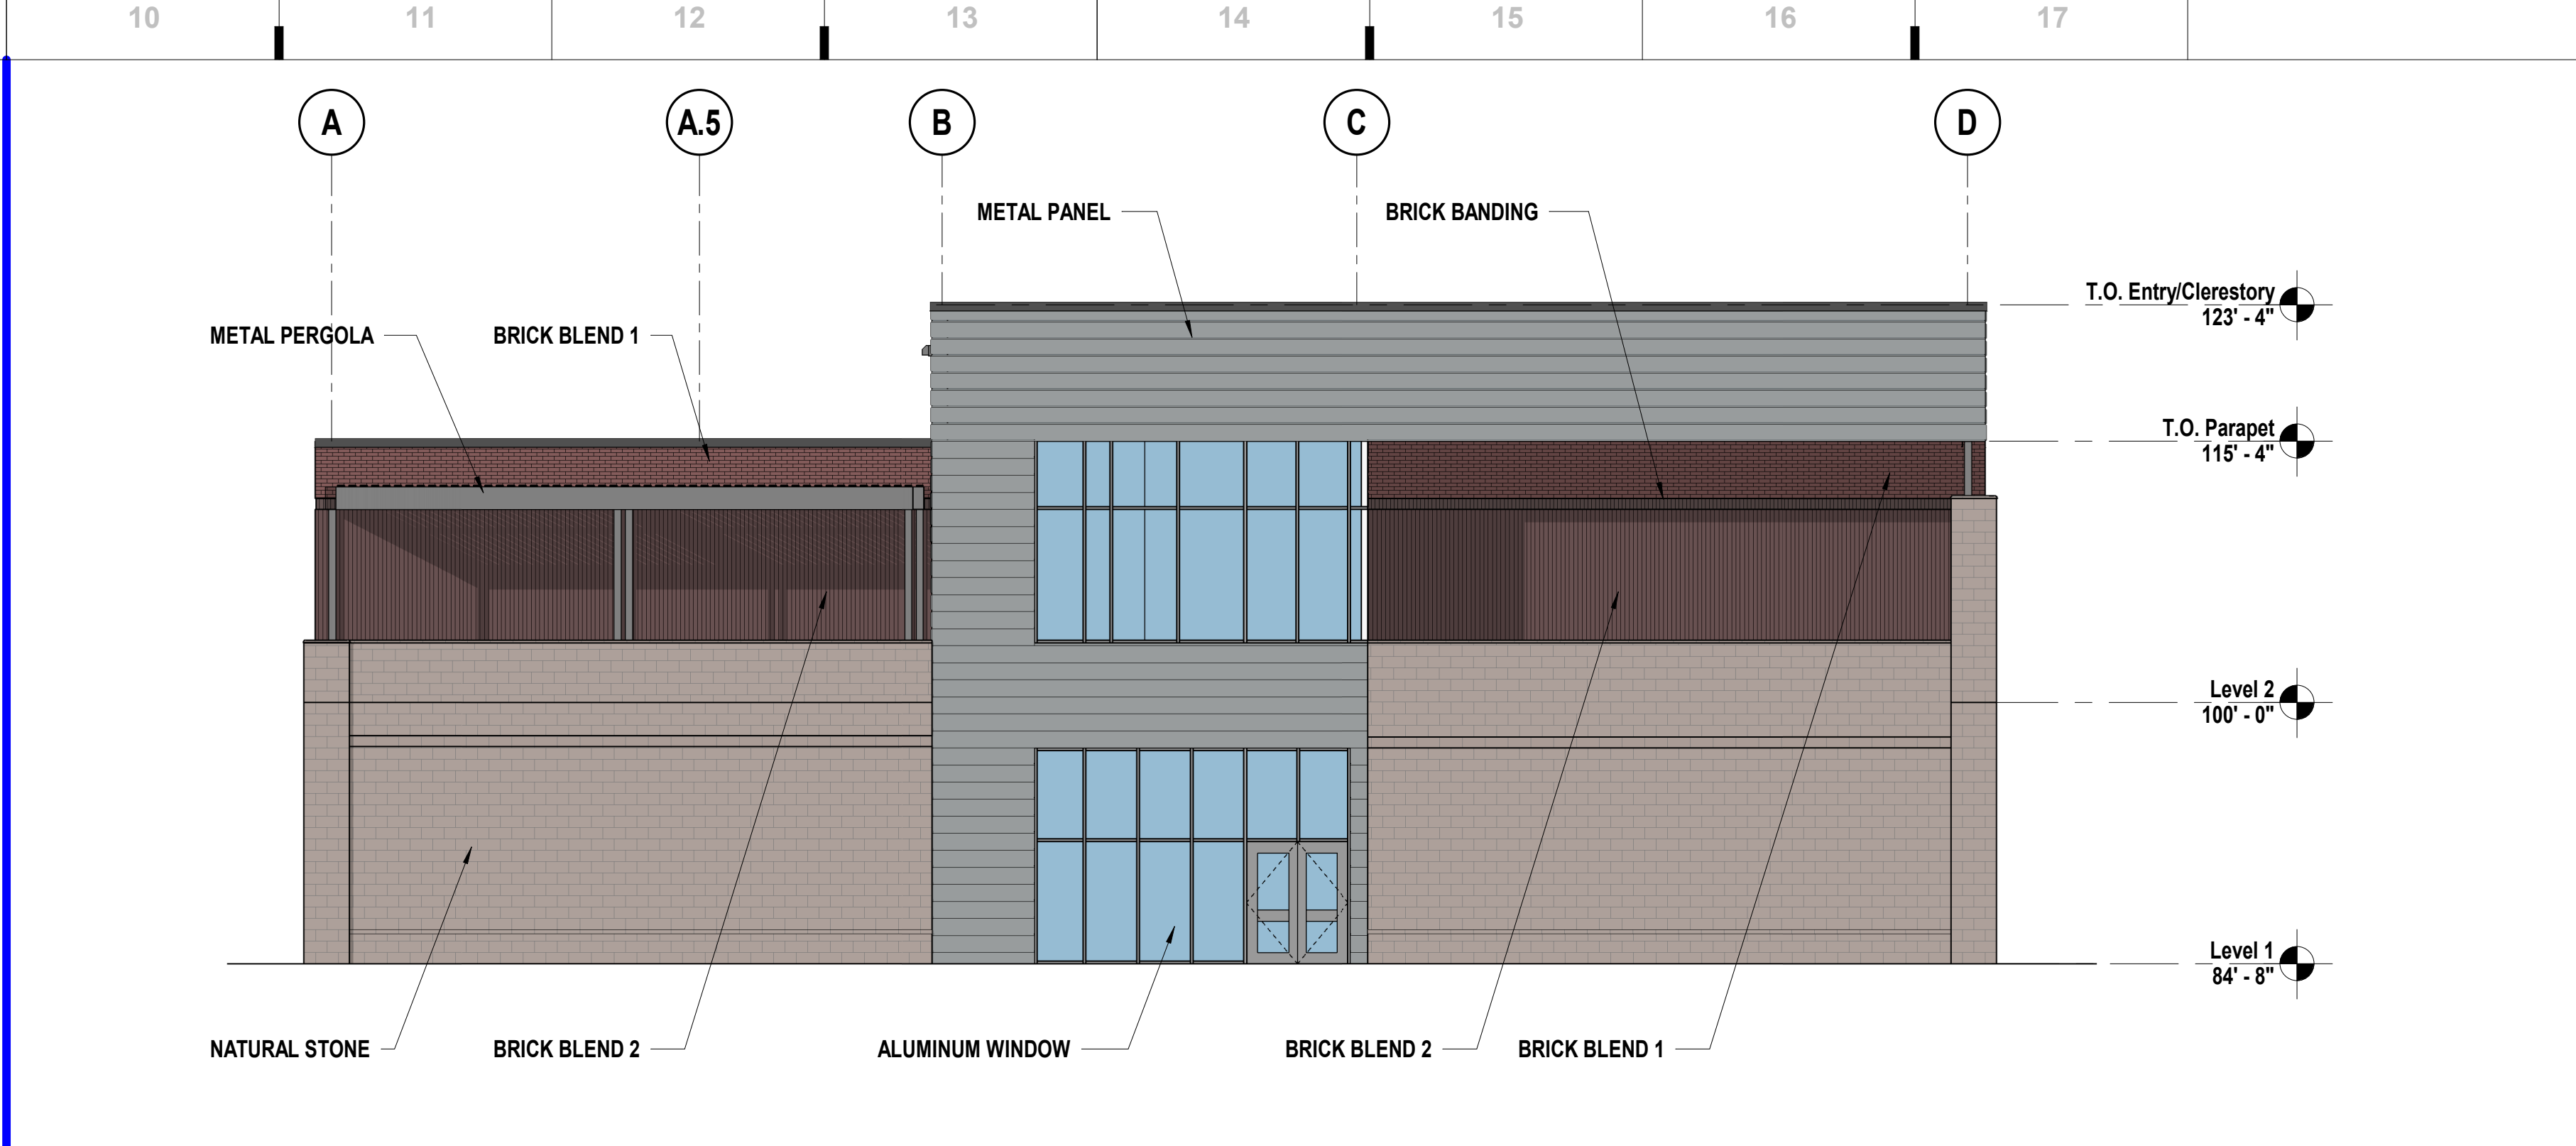 10 11 12 13 14 15 16 17
A A.5 B C D
METAL PANEL BRICK BANDING
T.O. Entry/Clerestory
123' - 4"
METAL PERGOLA BRICK BLEND 1
T.O. Parapet
115' - 4"
Level 2
100' - 0"
Level 1
84' - 8"
NATURAL STONE BRICK BLEND 2 ALUMINUM WINDOW BRICK BLEND 2 BRICK BLEND 1